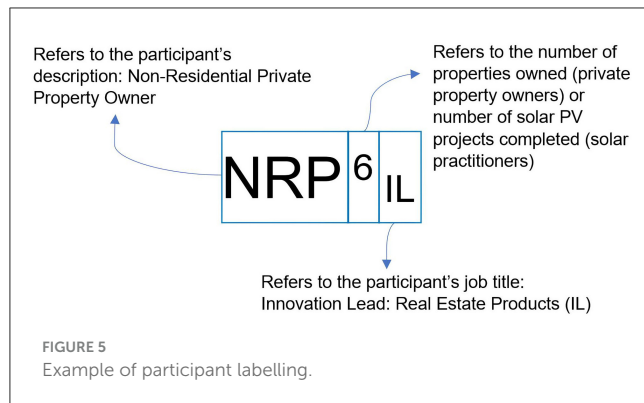 Refers to the participant's
description: Non-Residential Private
Property Owner
Refers to the number of
properties owned (private
property owners) or
number of solar PV
projects completed (solar
practitioners)
NRP 6 IL
Refers to the participant's job title:
Innovation Lead: Real Estate Products (IL)
FIGURE 5
Example of participant labelling.